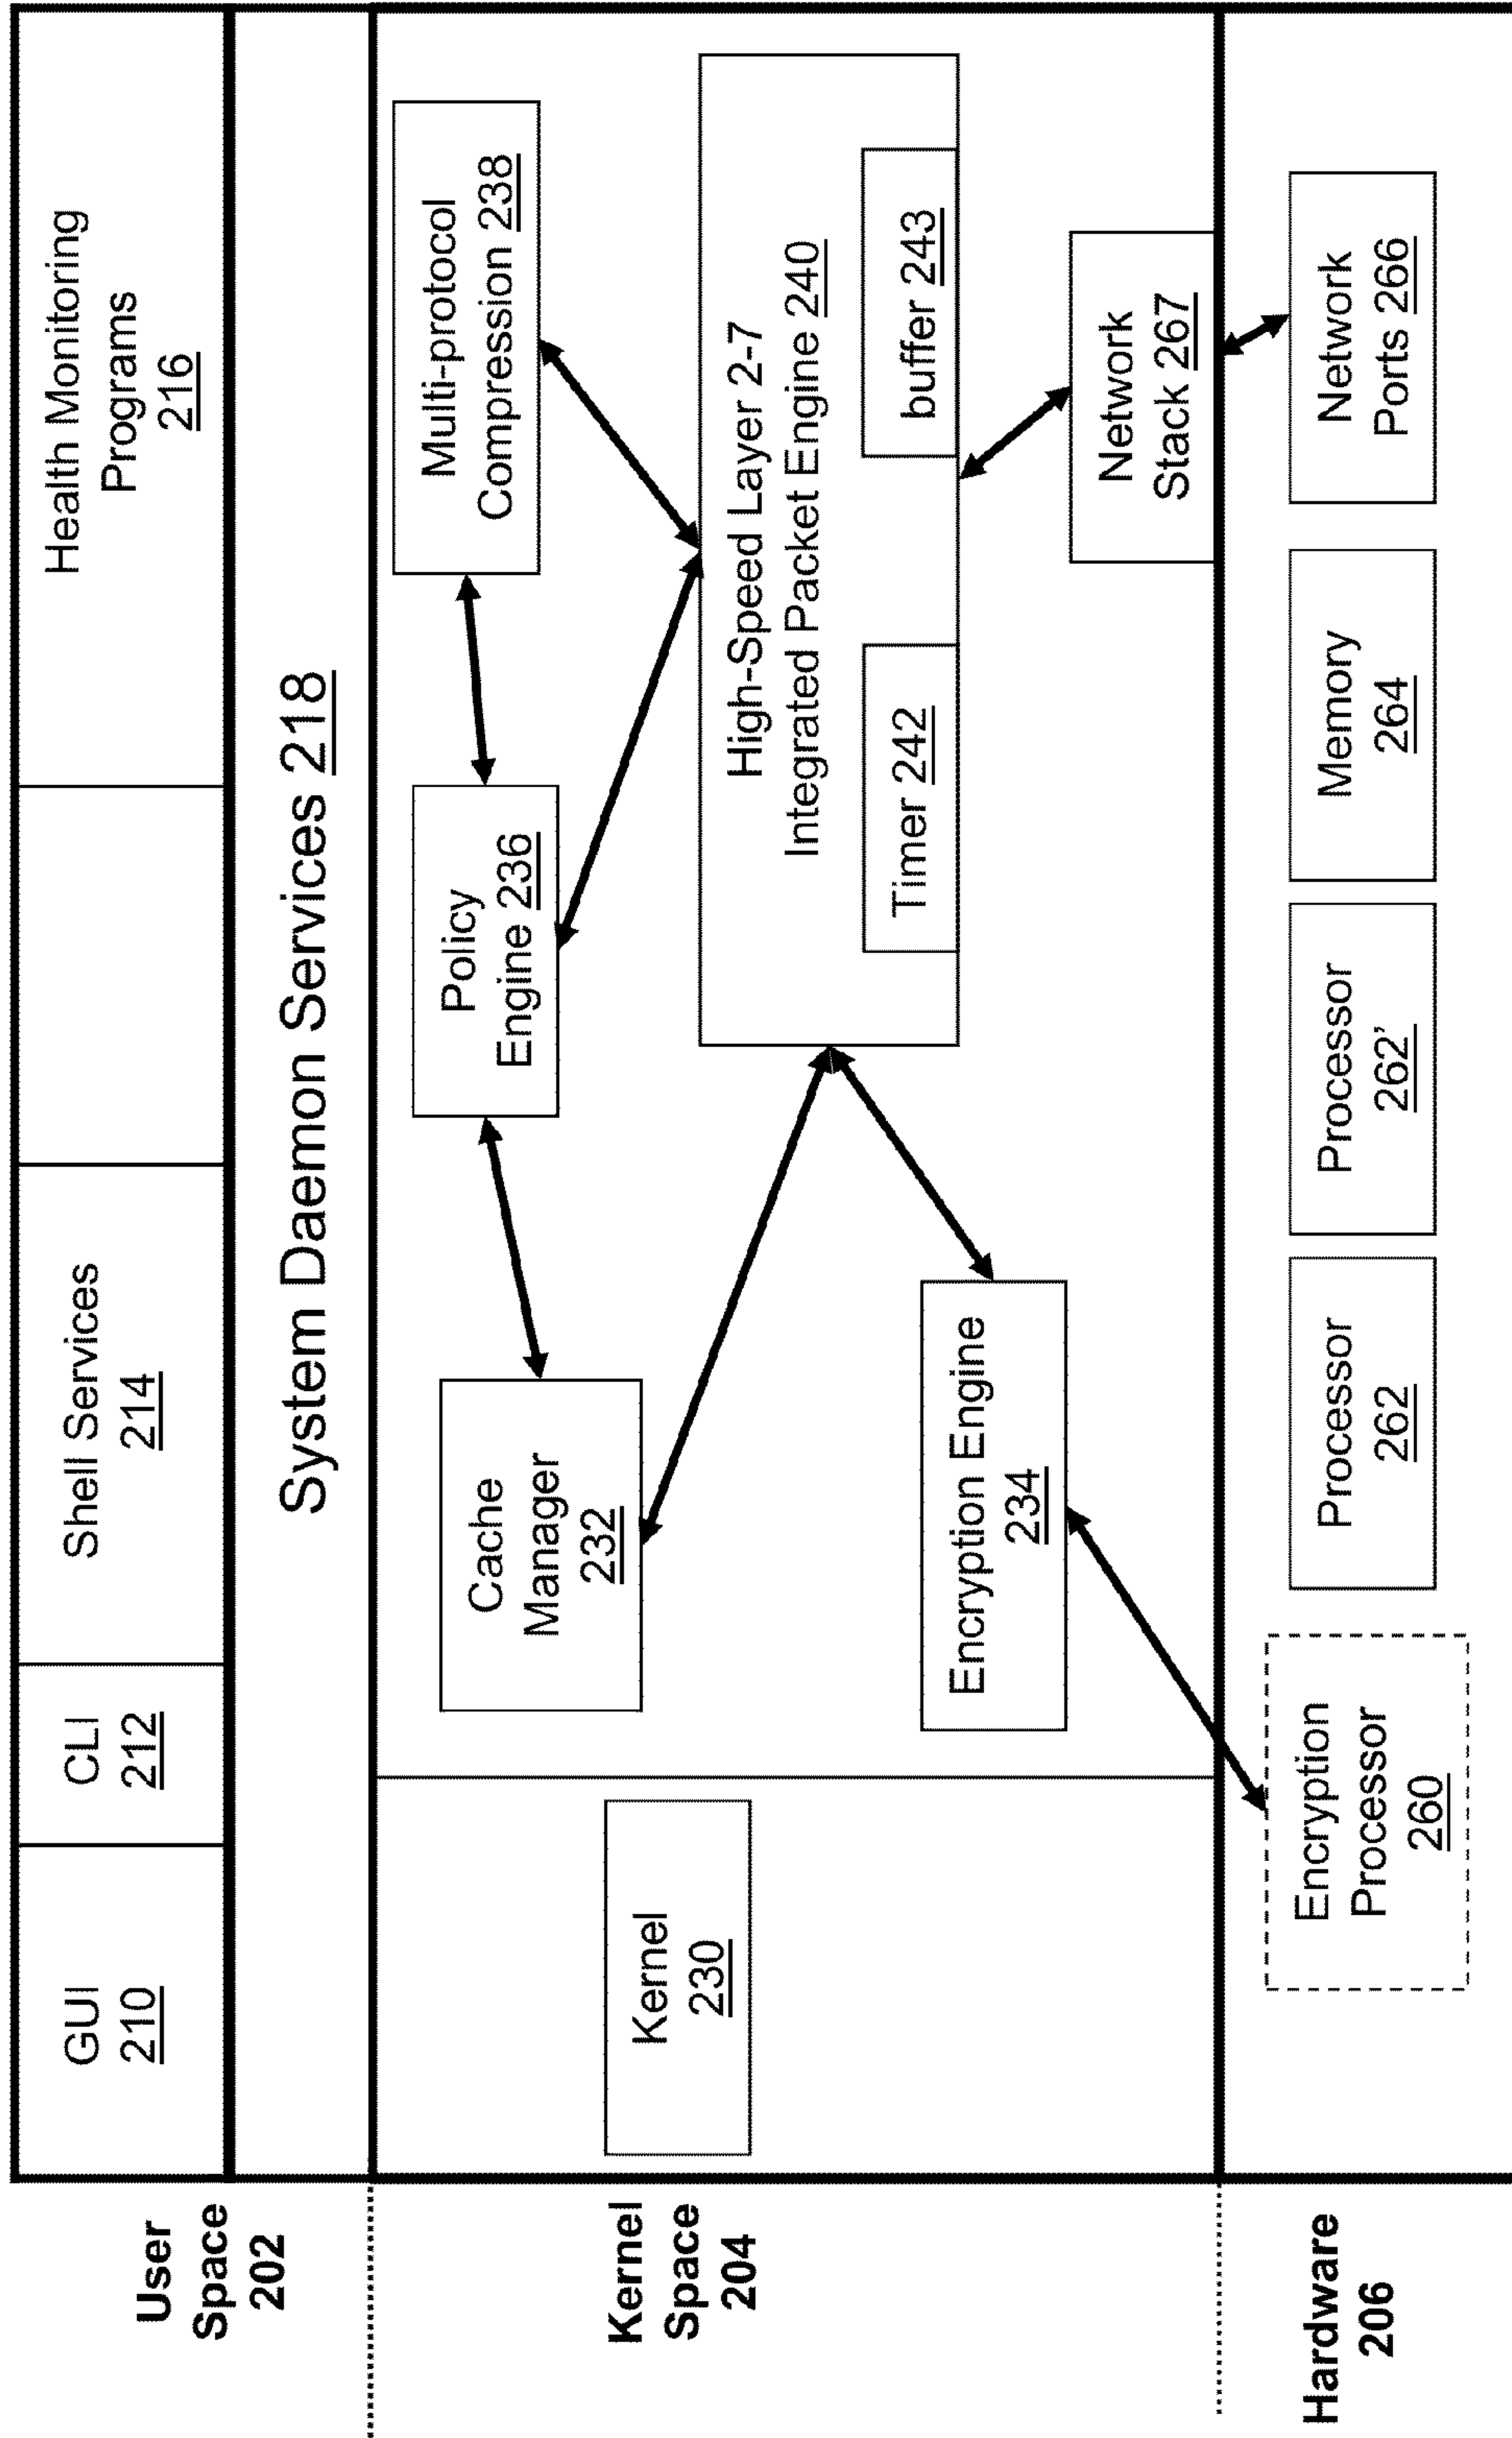 User
Space
202
GUI
210
CLI
212
Shell Services
214
Health Monitoring
Programs
216
System Daemon Services 218
Kernel
Space
204
Kernel
230
Cache
Manager
232
Policy
Engine 236
Multi-protocol
Compression 238
High-Speed Layer 2-7
Integrated Packet Engine 240
Timer 242
buffer 243
Encryption Engine
234
Network
Stack 267
Hardware
206
Encryption
Processor
260
Processor
262
Processor
262’
Memory
264
Network
Ports 266